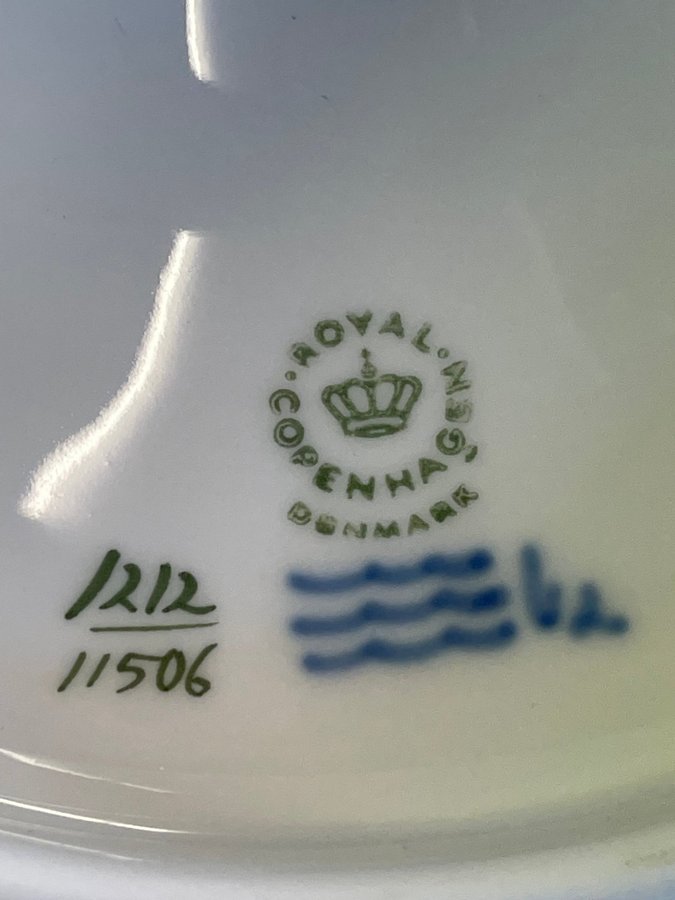 ROYAL
COPENHAGEN
DENMARK
1212
11506